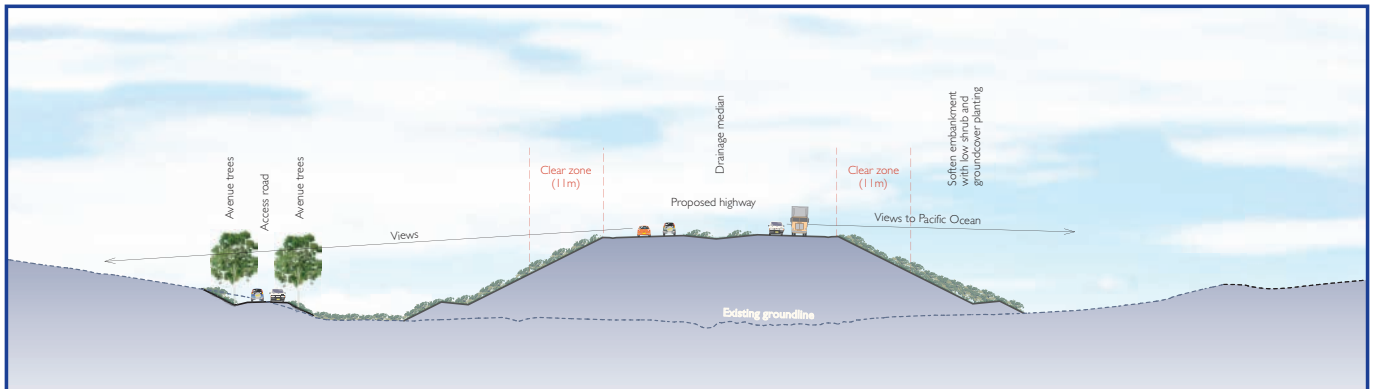 Avenue trees
Access road
Avenue trees
Views
Clear zone
(11m)
Proposed highway
Drainage median
Clear zone
(11m)
Views to Pacific Ocean
Soften embankment
with low shrub and
groundcover planting
Existing groundline